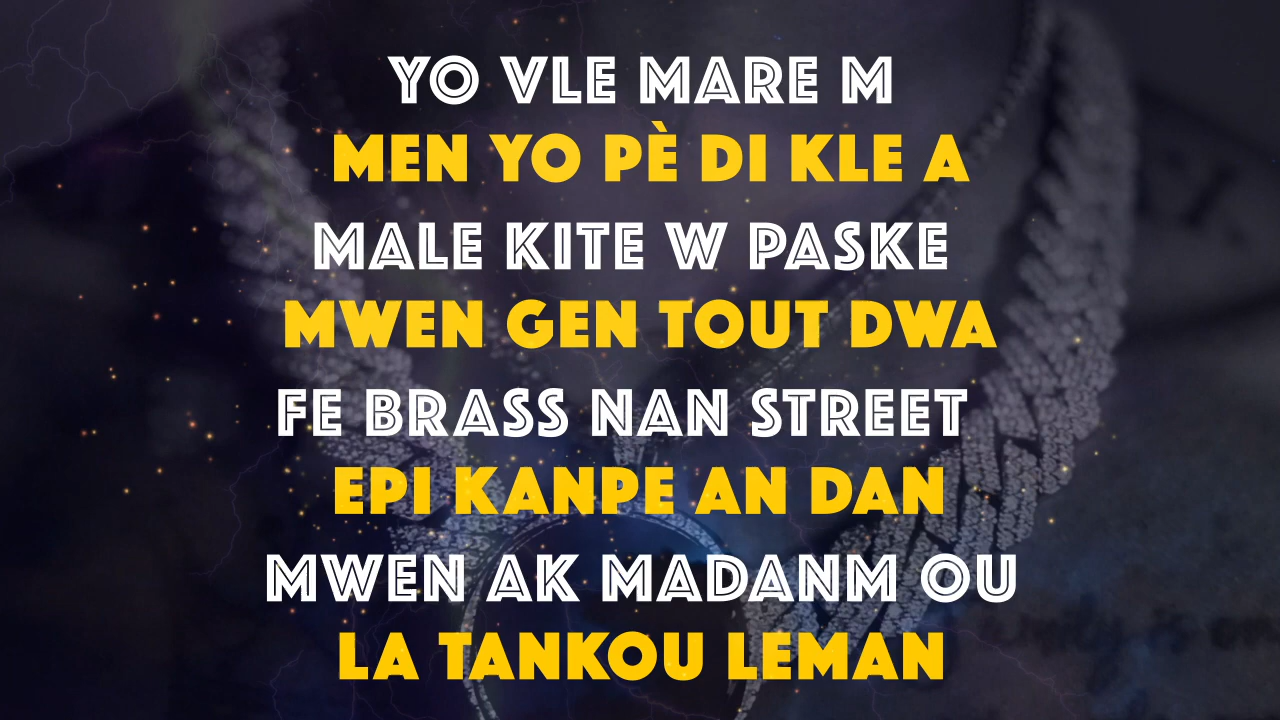 YO VLE MARE M
MEN YO PÈ DI KLE A
MALE KITE W PASKE
MWEN GEN TOUT DWA
FE BRASS NAN STREET
EPI KANPE AN DAN
MWEN AK MADANM OU
LA TANKOU LEMAN